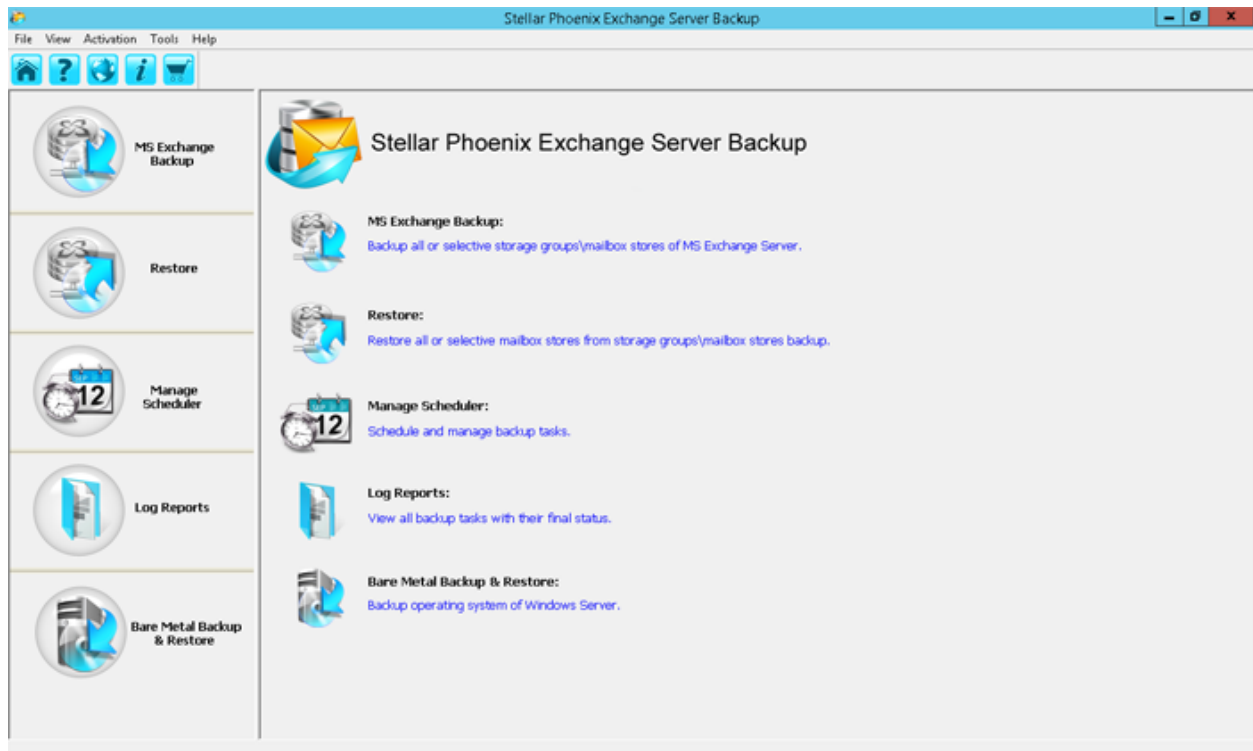 Stellar Phoenix Exchange Server Backup
File View Activation Tools Help
MS Exchange
Backup
Restore
12
Manage
Scheduler
Log Reports
Bare Metal Backup
& Restore
Stellar Phoenix Exchange Server Backup
MS Exchange Backup:
Backup all or selective storage groups\mailbox stores of MS Exchange Server.
Restore:
Restore all or selective mailbox stores from storage groups\mailbox stores backup.
12
Manage Scheduler:
Schedule and manage backup tasks.
Log Reports:
View all backup tasks with their final status.
Bare Metal Backup & Restore:
Backup operating system of Windows Server.